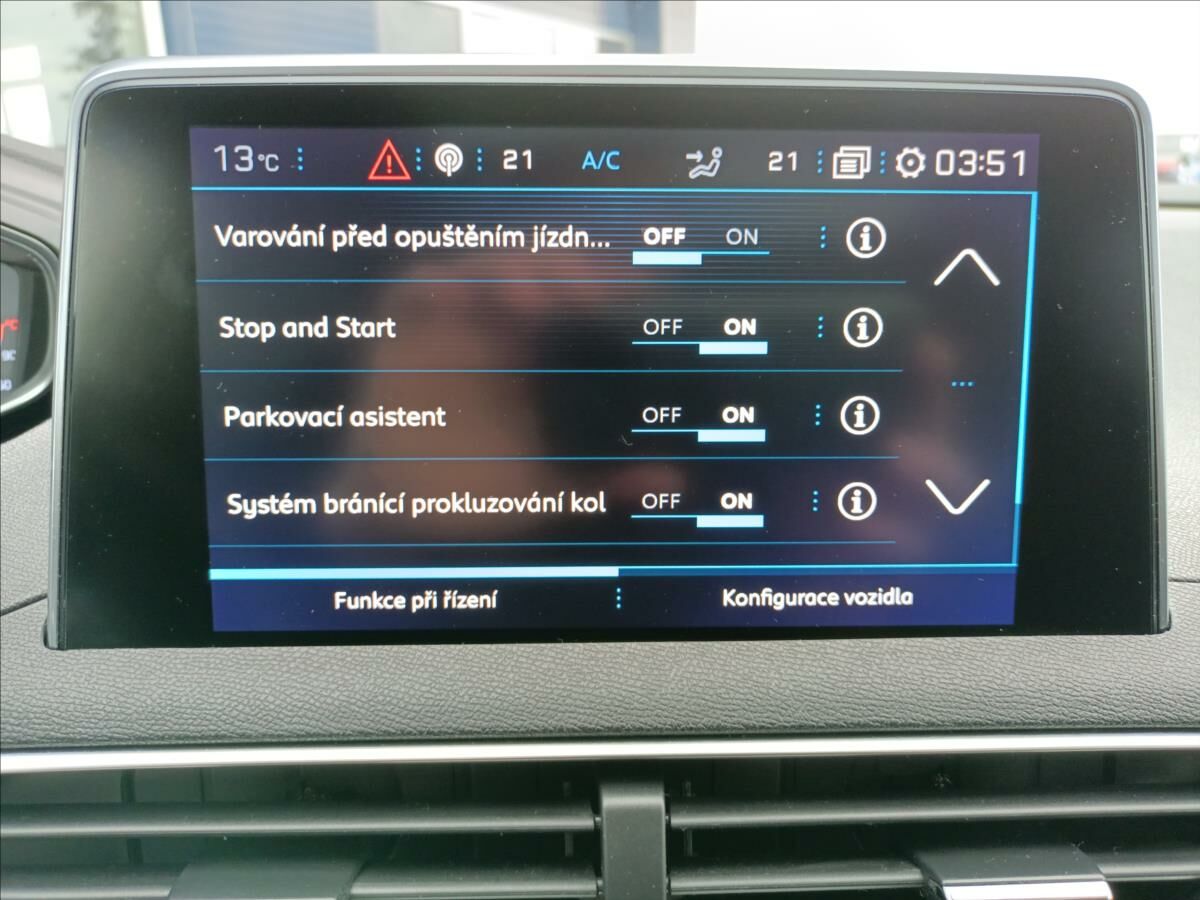 13°C 21 A/C 21 03:51
Varování před opuštěním jízdn... OFF ON
Stop and Start OFF ON
Parkovací asistent OFF ON
Systém bránící prokluzování kol OFF ON
Funkce při řízení Konfigurace vozidla